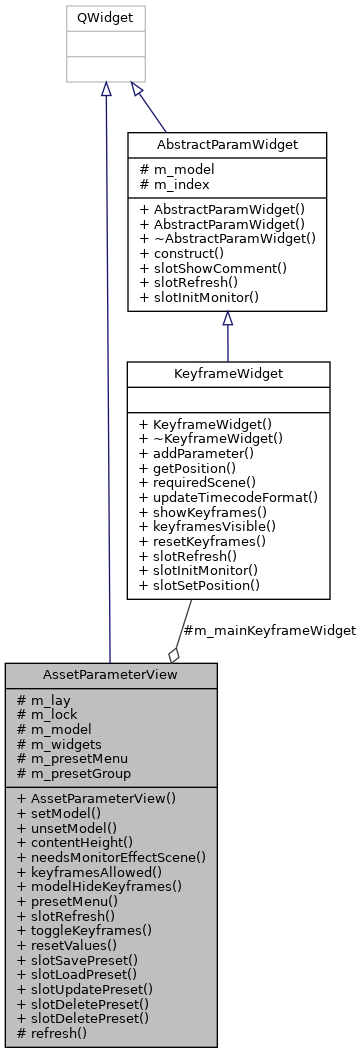 QWidget
AbstractParamWidget
# m_model
# m_index
+ AbstractParamWidget()
+ AbstractParamWidget()
+ ~AbstractParamWidget()
+ construct()
+ slotShowComment()
+ slotRefresh()
+ slotInitMonitor()
KeyframeWidget
+ KeyframeWidget()
+ ~KeyframeWidget()
+ addParameter()
+ getPosition()
+ requiredScene()
+ updateTimecodeFormat()
+ showKeyframes()
+ keyframesVisible()
+ resetKeyframes()
+ slotRefresh()
+ slotInitMonitor()
+ slotSetPosition()
#m_mainKeyframeWidget
AssetParameterView
# m_lay
# m_lock
# m_model
# m_widgets
# m_presetMenu
# m_presetGroup
+ AssetParameterView()
+ setModel()
+ unsetModel()
+ contentHeight()
+ needsMonitorEffectScene()
+ keyframesAllowed()
+ modelHideKeyframes()
+ presetMenu()
+ slotRefresh()
+ toggleKeyframes()
+ resetValues()
+ slotSavePreset()
+ slotLoadPreset()
+ slotUpdatePreset()
+ slotDeletePreset()
+ slotDeletePreset()
# refresh()